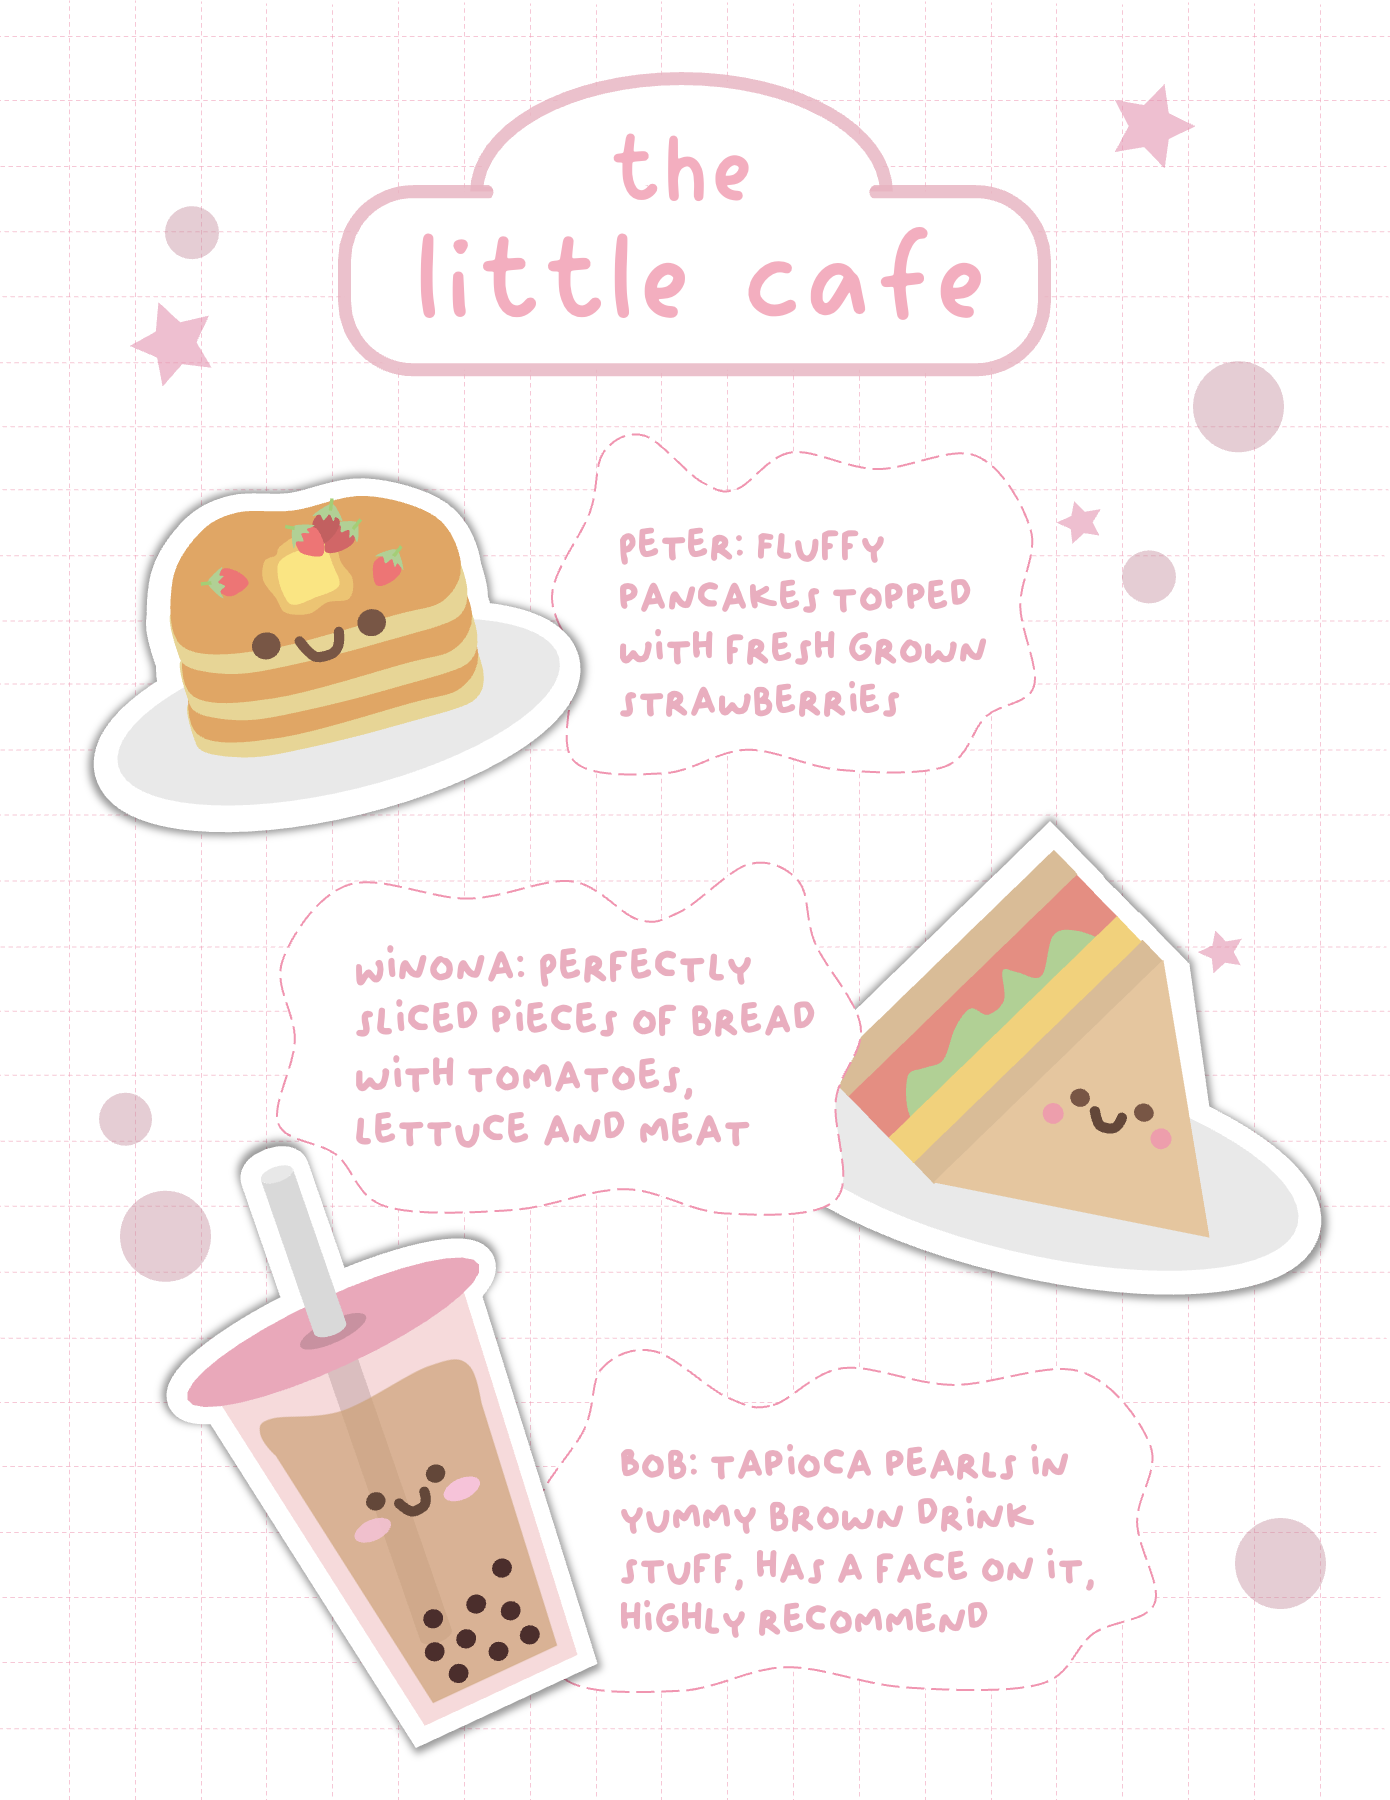 the
little cafe
PETER: FLUFFY
PANCAKES TOPPED
WITH FRESH GROWN
STRAWBERRIES
WINONA: PERFECTLY
SLICED PIECES OF BREAD
WITH TOMATOES,
LETTUCE AND MEAT
BOB: TAPIOCA PEARLS IN
YUMMY BROWN DRINK
STUFF, HAS A FACE ON IT,
HIGHLY RECOMMEND